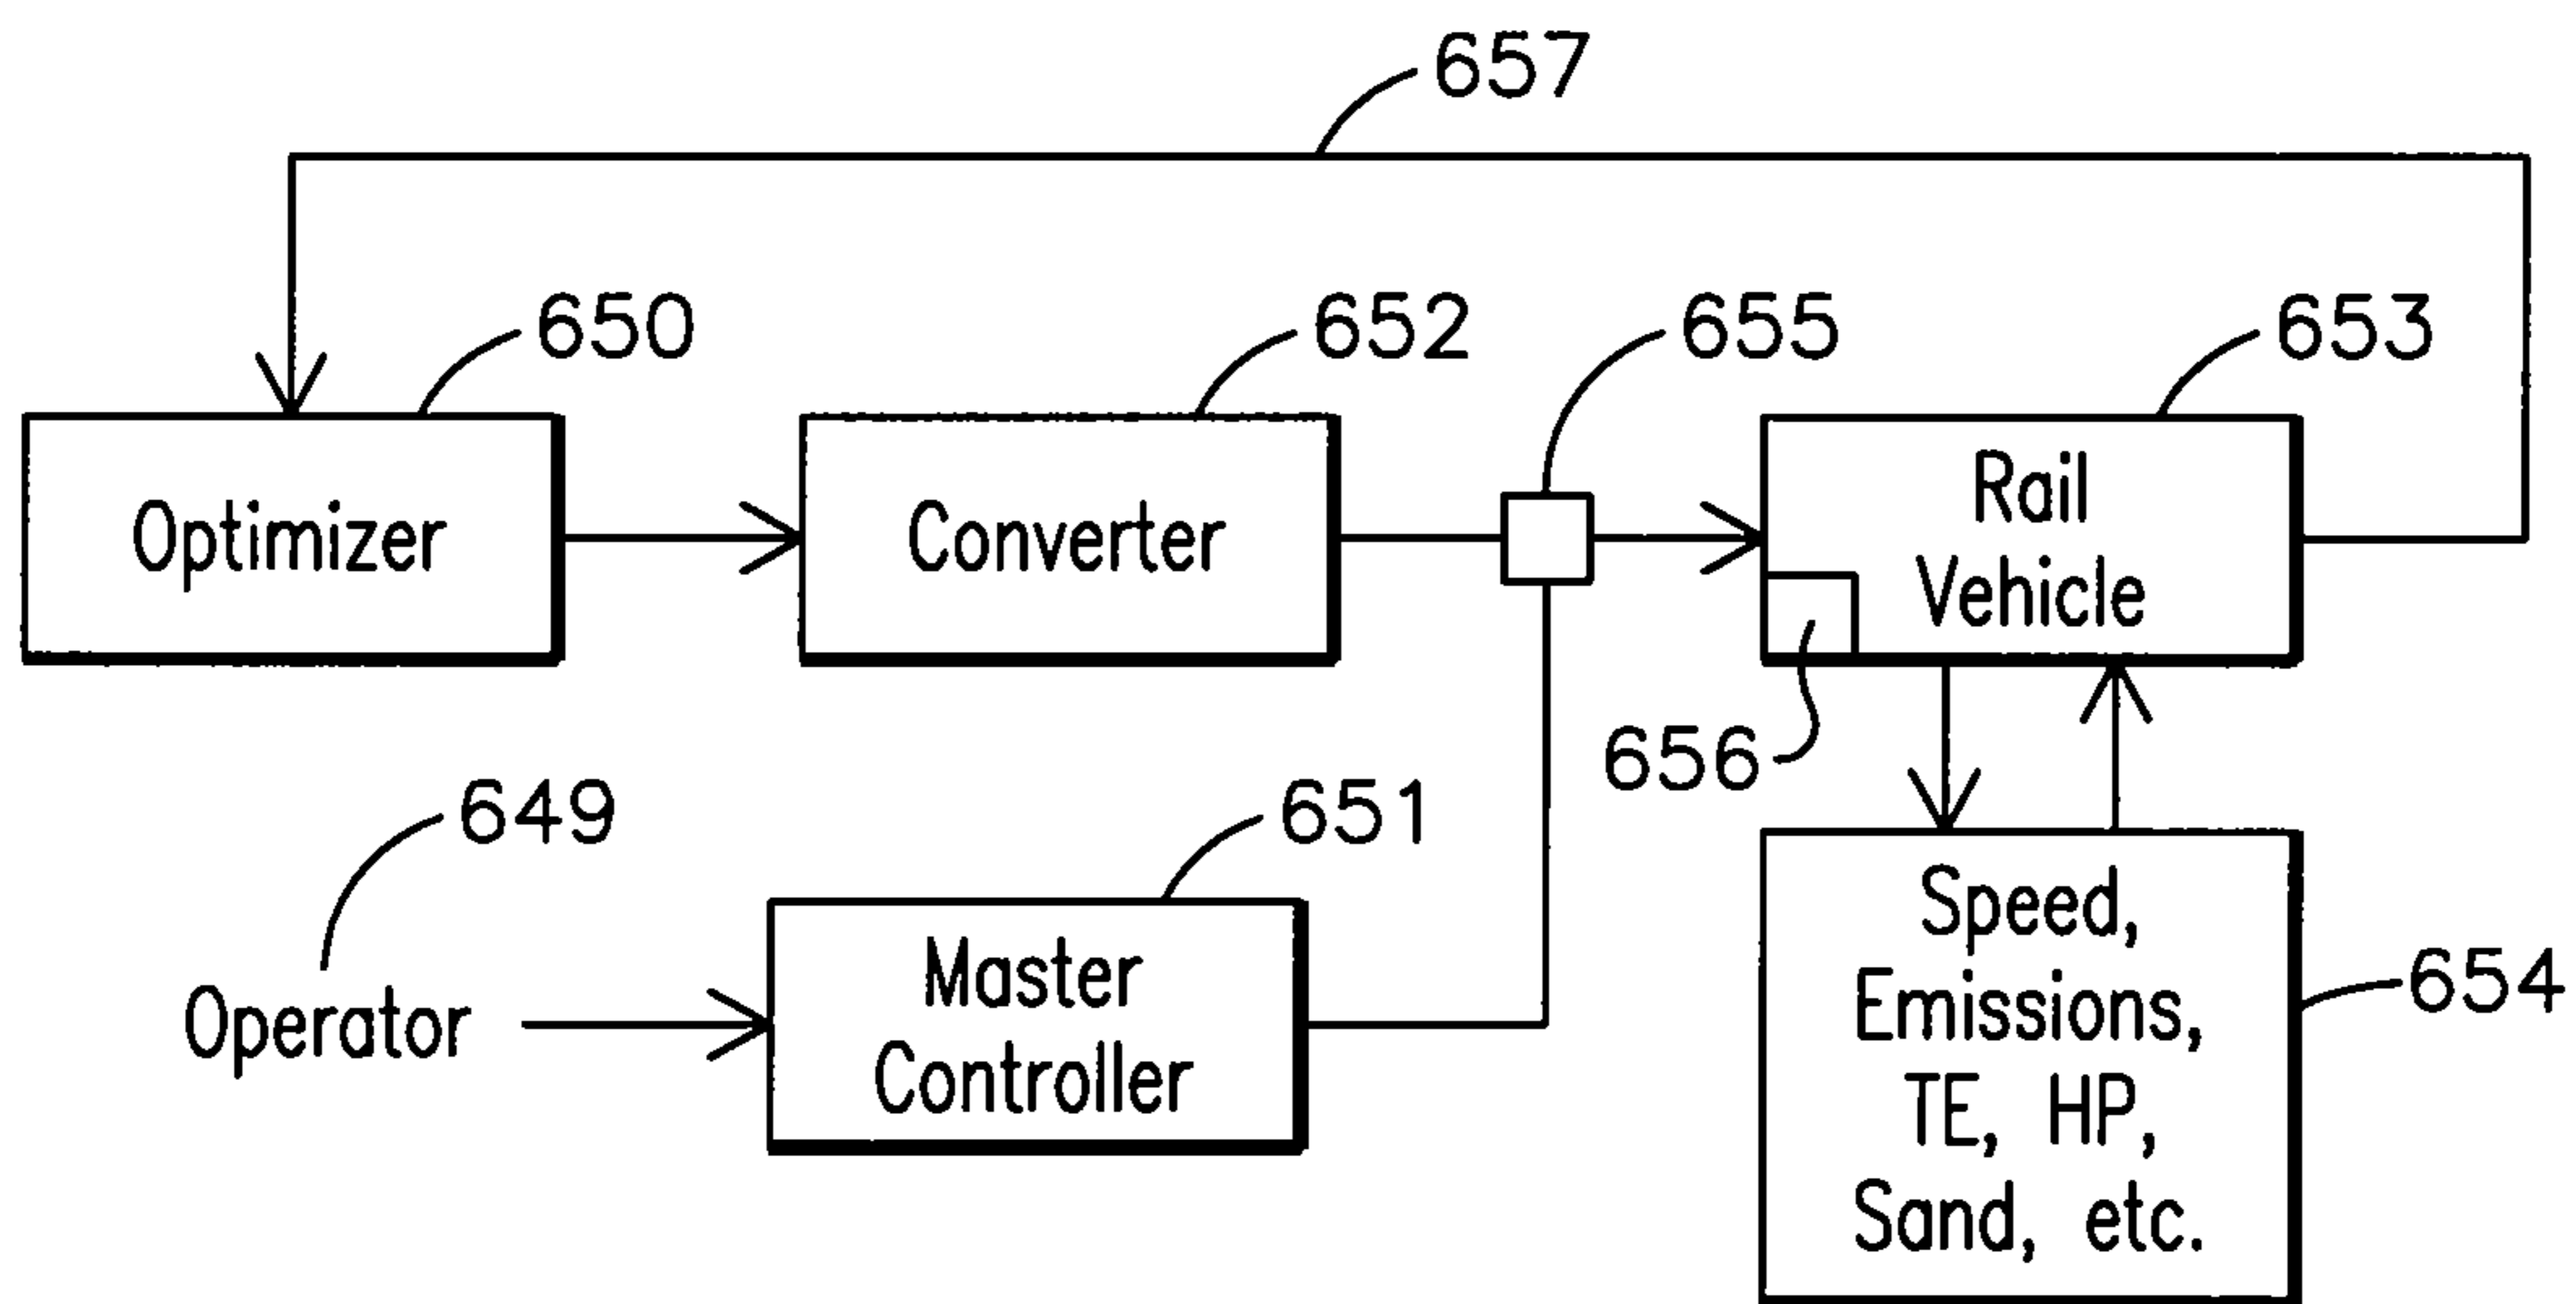 657
650
652
655
653
Optimizer
Converter
Rail
Vehicle
656
649
651
Operator
Master
Controller
Speed,
Emissions,
TE, HP,
Sand, etc.
654